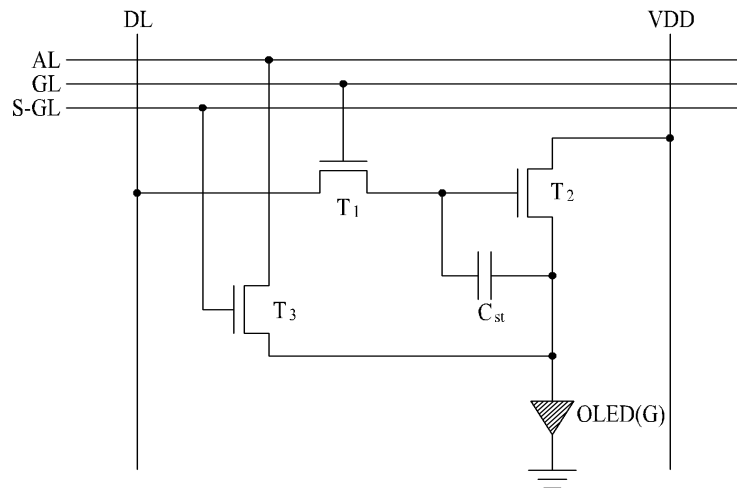 DL
VDD
AL
GL
S-GL
T1
T2
T3
Cst
OLED(G)